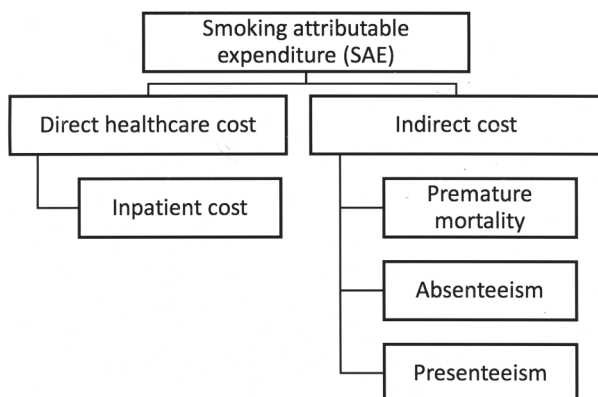 Smoking attributable
expenditure (SAE)
Direct healthcare cost
Indirect cost
Inpatient cost
Premature
mortality
Absenteeism
Presenteeism